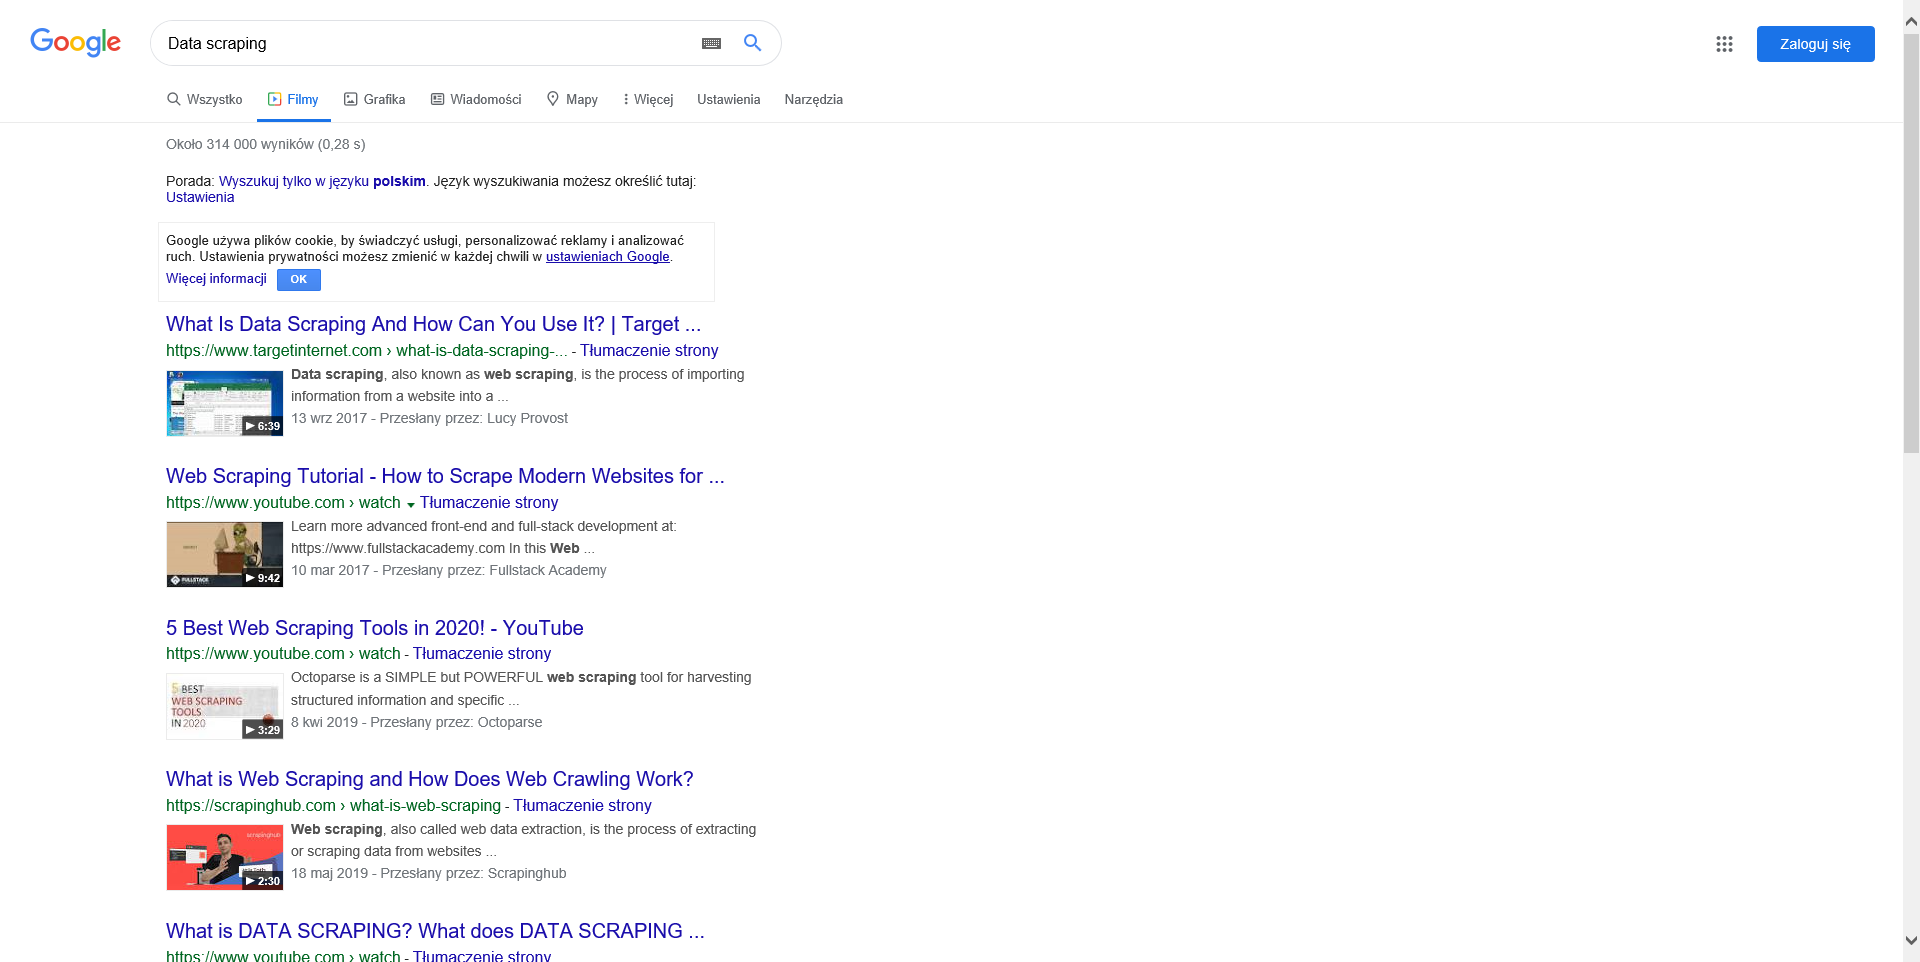 Google
Data scraping
Zaloguj się
Wszystko Filmy Grafika Wiadomości Mapy Więcej Ustawienia Narzędzia
Około 314 000 wyników (0,28 s)
Porada: Wyszukuj tylko w języku polskim. Język wyszukiwania możesz określić tutaj:
Ustawienia
Google używa plików cookie, by świadczyć usługi, personalizować reklamy i analizować
ruch. Ustawienia prywatności możesz zmienić w każdej chwili w ustawieniach Google.
Więcej informacji OK
What Is Data Scraping And How Can You Use It? | Target ...
https://www.targetinternet.com › what-is-data-scraping-... - Tłumaczenie strony
Data scraping, also known as web scraping, is the process of importing
information from a website into a ...
13 wrz 2017 - Przesłany przez: Lucy Provost
6:39
Web Scraping Tutorial - How to Scrape Modern Websites for ...
https://www.youtube.com › watch Tłumaczenie strony
Learn more advanced front-end and full-stack development at:
https://www.fullstackacademy.com In this Web ...
10 mar 2017 - Przesłany przez: Fullstack Academy
FULLSTACK
9:42
5 Best Web Scraping Tools in 2020! - YouTube
https://www.youtube.com › watch - Tłumaczenie strony
Octoparse is a SIMPLE but POWERFUL web scraping tool for harvesting
structured information and specific ...
8 kwi 2019 - Przesłany przez: Octoparse
5 BEST
WEB SCRAPING
TOOLS
IN 2020
3:29
What is Web Scraping and How Does Web Crawling Work?
https://scrapinghub.com › what-is-web-scraping - Tłumaczenie strony
Web scraping, also called web data extraction, is the process of extracting
or scraping data from websites ...
18 maj 2019 - Przesłany przez: Scrapinghub
scrapinghub
2:30
What is DATA SCRAPING? What does DATA SCRAPING ...
https://www.youtube.com › watch - Tłumaczenie strony